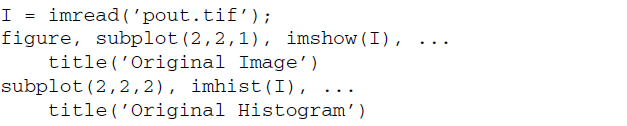 I = imread(’pout.tif’);
figure, subplot(2,2,1), imshow(I), ...
    title(’Original Image’)
subplot(2,2,2), imhist(I), ...
    title(’Original Histogram’)